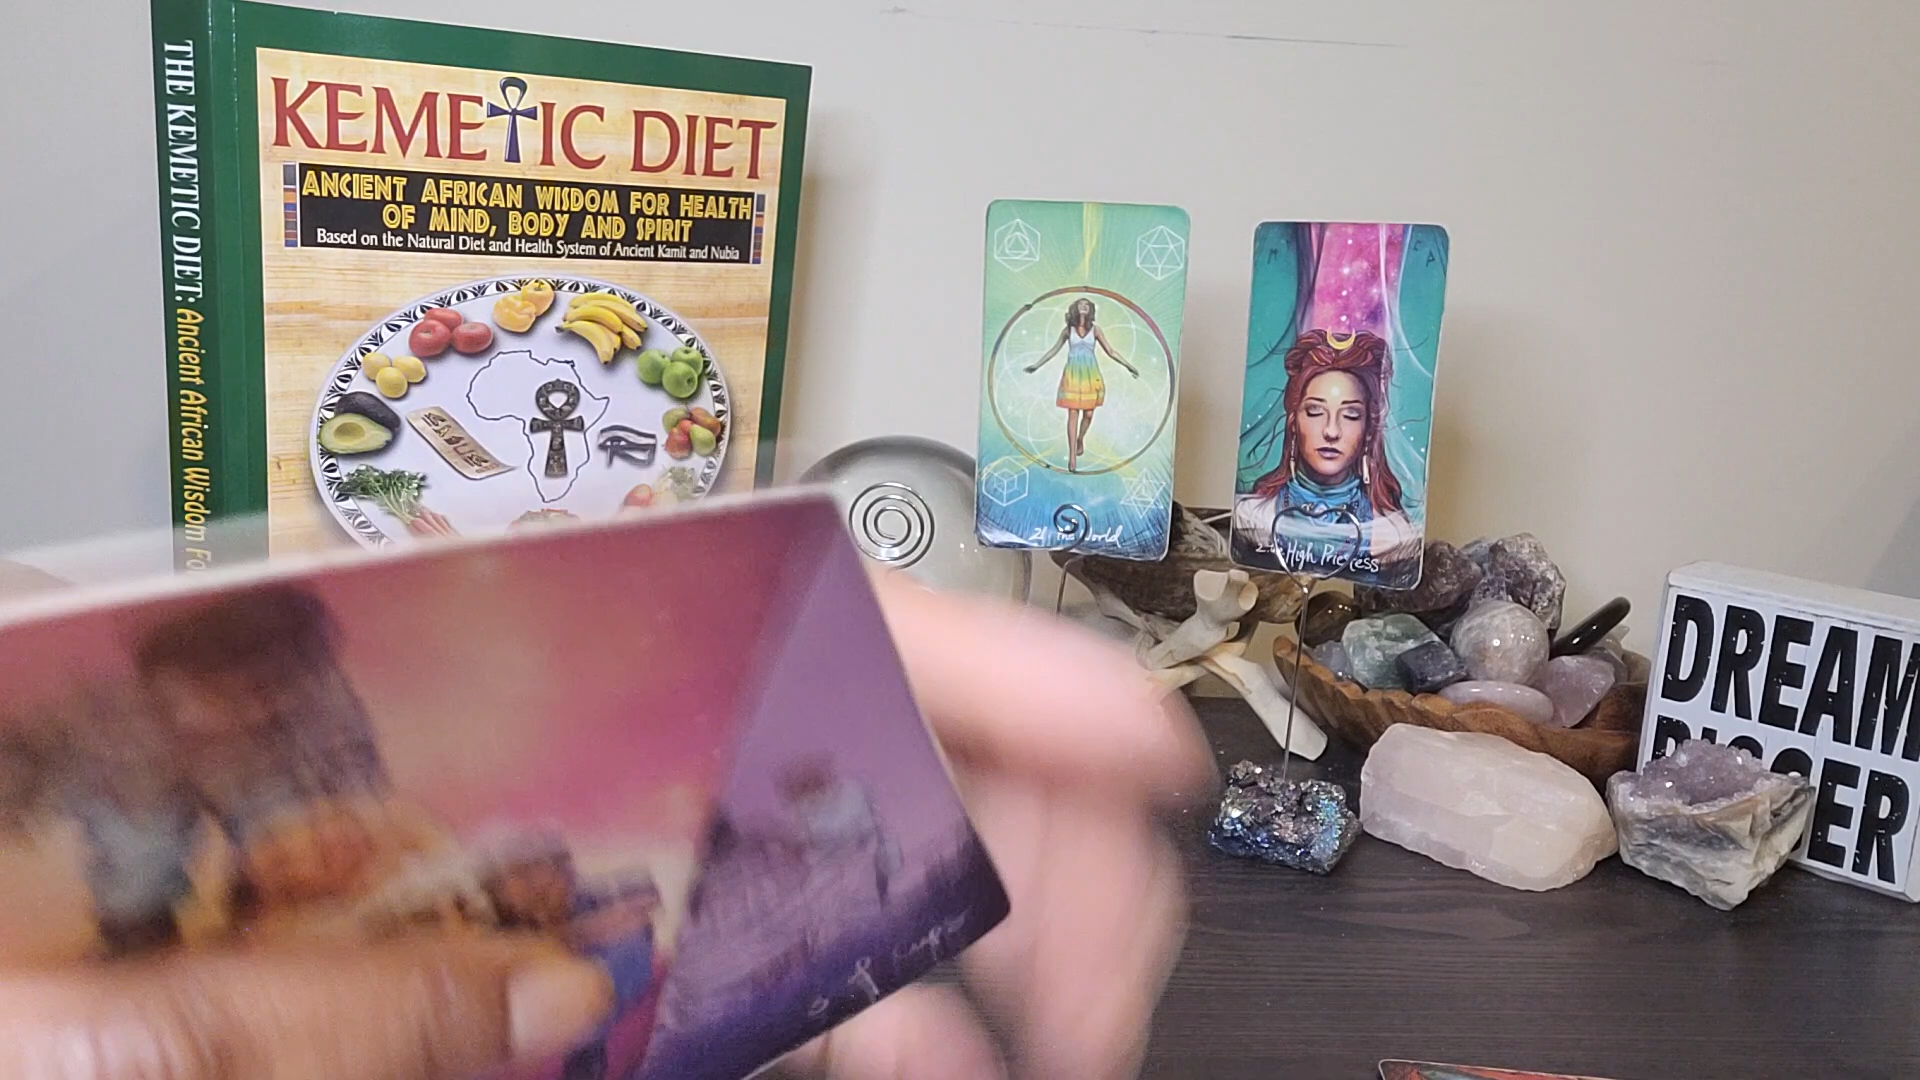 THE KEMETIC DIET: Ancient African Wisdom
KEMETIC DIET
ANCIENT AFRICAN WISDOM FOR HEALTH
OF MIND, BODY AND SPIRIT
Based on the Natural Diet and Health System of Ancient Kamit and Nubia
21. The World
2. The High Priestess
DREAM